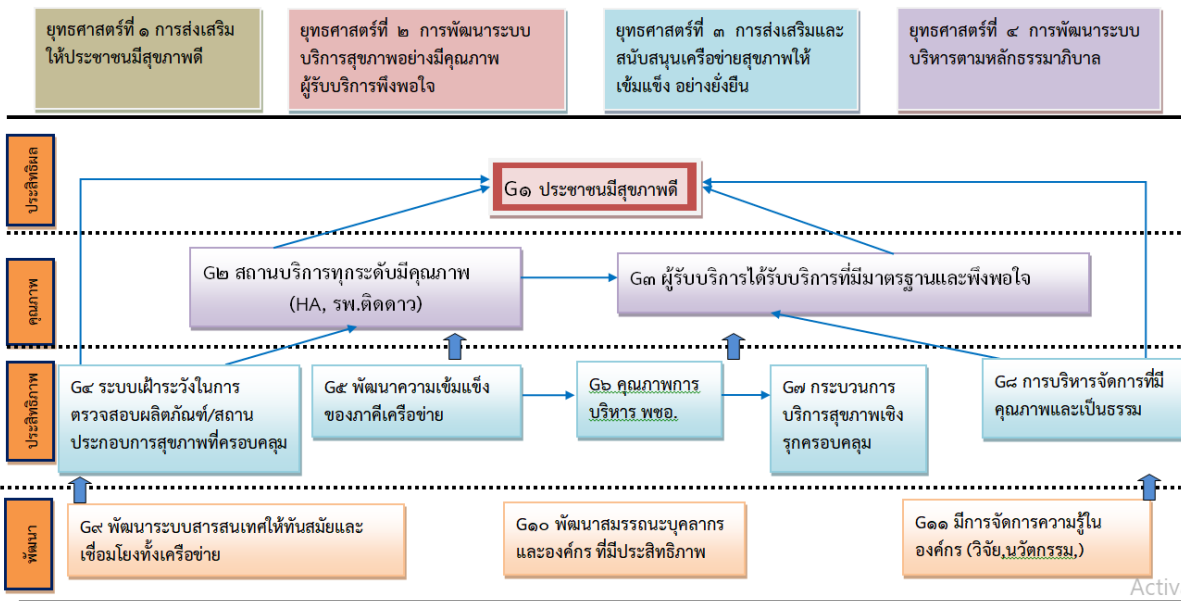 ยุทธศาสตร์ที่ ๑ การส่งเสริม
ให้ประชาชนมีสุขภาพดี
ยุทธศาสตร์ที่ ๒ การพัฒนาระบบ
บริการสุขภาพอย่างมีคุณภาพ
ผู้รับบริการพึงพอใจ
ยุทธศาสตร์ที่ ๓ การส่งเสริมและ
สนับสนุนเครือข่ายสุขภาพให้
เข้มแข็ง อย่างยั่งยืน
ยุทธศาสตร์ที่ ๔ การพัฒนาระบบ
บริหารตามหลักธรรมาภิบาล
ประสิทธิผล
G๑ ประชาชนมีสุขภาพดี
คุณภาพ
G๒ สถานบริการทุกระดับมีคุณภาพ
(HA, รพ.ติดดาว)
G๓ ผู้รับบริการได้รับบริการที่มีมาตรฐานและพึงพอใจ
ประสิทธิภาพ
G๔ ระบบเฝ้าระวังในการ
ตรวจสอบผลิตภัณฑ์/สถาน
ประกอบการสุขภาพที่ครอบคลุม
G๕ พัฒนาความเข้มแข็ง
ของภาคีเครือข่าย
G๖ คุณภาพการ
บริหาร พชอ.
G๗ กระบวนการ
บริการสุขภาพเชิง
รุกครอบคลุม
G๘ การบริหารจัดการที่มี
คุณภาพและเป็นธรรม
พัฒนา
G๙ พัฒนาระบบสารสนเทศให้ทันสมัยและ
เชื่อมโยงทั้งเครือข่าย
G๑๐ พัฒนาสมรรถนะบุคลากร
และองค์กร ที่มีประสิทธิภาพ
G๑๑ มีการจัดการความรู้ใน
องค์กร (วิจัย,นวัตกรรม,)
Activ